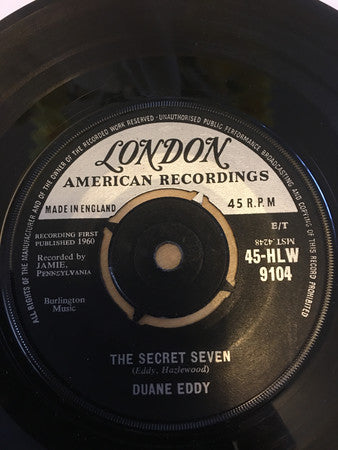 ALL RIGHTS OF THE MANUFACTURER AND OF THE OWNER OF THE RECORDED WORK RESERVED · UNAUTHORISED PUBLIC PERFORMANCE BROADCASTING AND COPYING OF THIS RECORD PROHIBITED
LONDON
AMERICAN RECORDINGS
MADE IN ENGLAND
45 R.P.M
E/T
RECORDING FIRST
PUBLISHED 1960
MSI. 4248
45-HLW
9104
Recorded by
JAMIE,
PENNSYLVANIA
Burlington
Music
THE SECRET SEVEN
(Eddy, Hazlewood)
DUANE EDDY